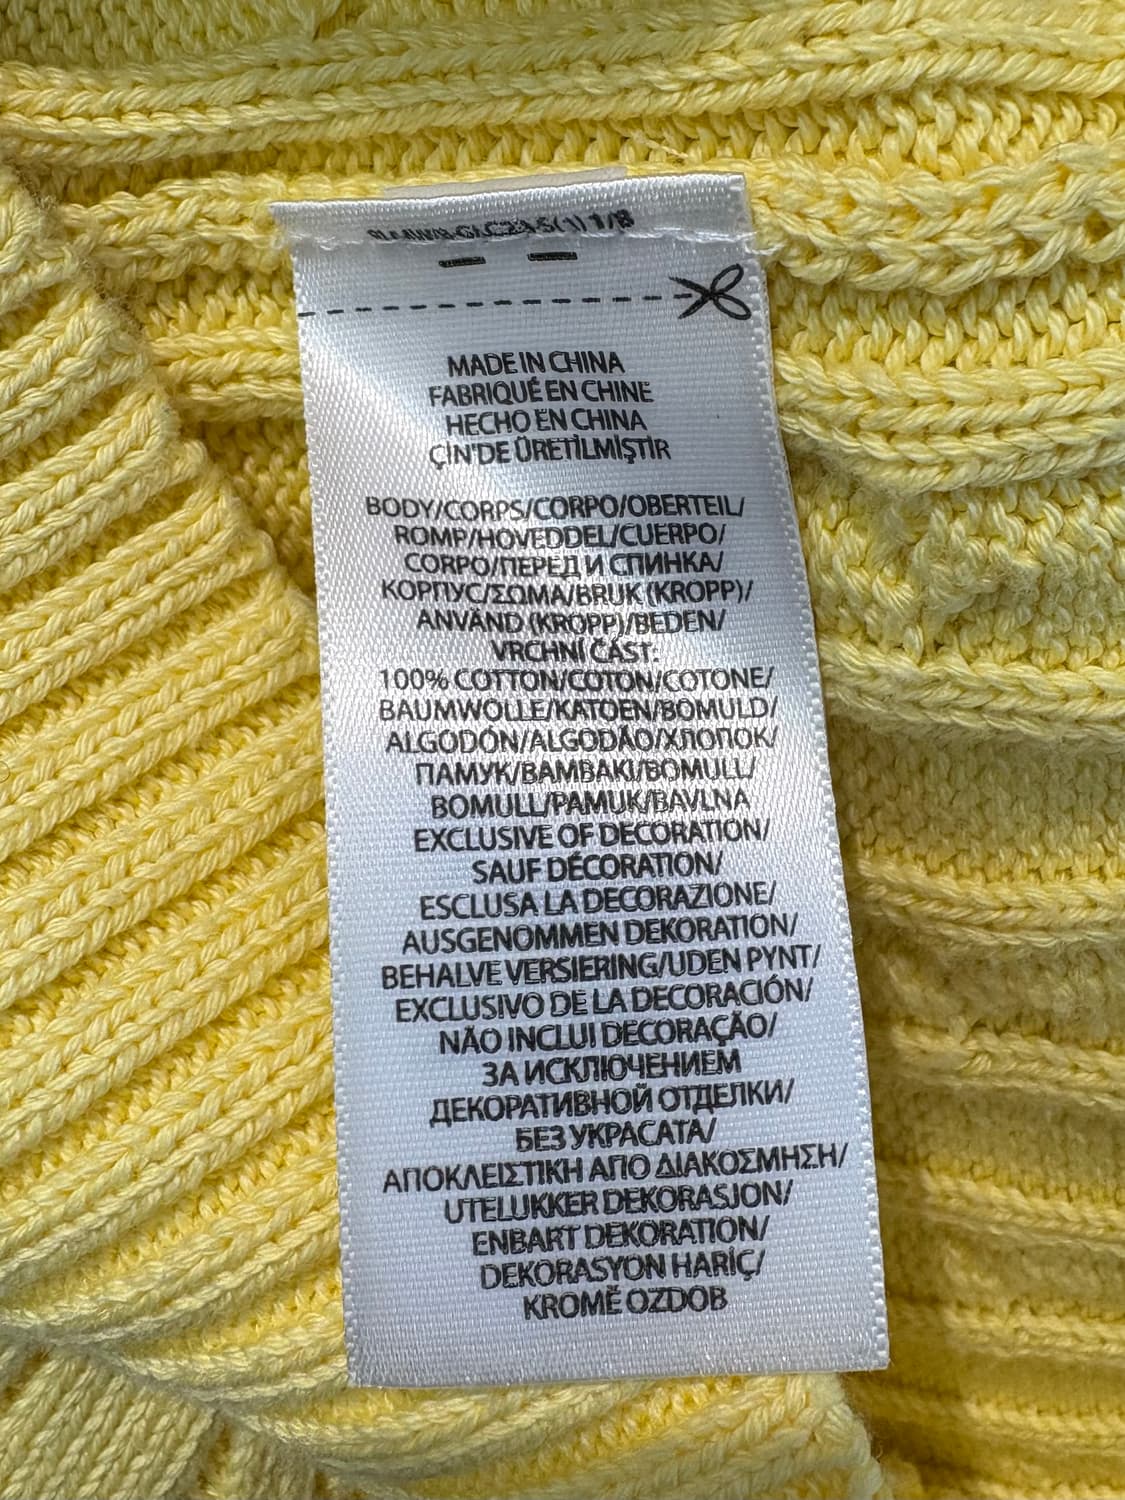 MADE IN CHINA
FABRIQUÉ EN CHINE
HECHO EN CHINA
ÇİN'DE ÜRETİLMİŞTİR
BODY/CORPS/CORPO/OBERTEIL/
ROMP/HOVEDDEL/CUERPO/
CORPO/ПЕРЕД И СПИНКА/
КОРПУС/ΣΩΜΑ/BRUK (KROPP)/
ANVÄND (KROPP)/BEDEN/
VRCHNÍ ČÁST:
100% COTTON/COTON/COTONE/
BAUMWOLLE/KATOEN/BOMULD/
ALGODÓN/ALGODÃO/ХЛОПОК/
ПАМУК/ΒΑΜΒΑΚΙ/BOMULL/
BOMULL/PAMUK/BAVLNA
EXCLUSIVE OF DECORATION/
SAUF DÉCORATION/
ESCLUSA LA DECORAZIONE/
AUSGENOMMEN DEKORATION/
BEHALVE VERSIERING/UDEN PYNT/
EXCLUSIVO DE LA DECORACIÓN/
NÃO INCLUI DECORAÇÃO/
ЗА ИСКЛЮЧЕНИЕМ
ДЕКОРАТИВНОЙ ОТДЕЛКИ/
БЕЗ УКРАСАТА/
ΑΠΟΚΛΕΙΣΤΙΚΗ ΑΠΟ ΔΙΑΚΟΣΜΗΣΗ/
UTELUKKER DEKORASJON/
ENBART DEKORATION/
DEKORASYON HARİÇ/
KROMĚ OZDOB